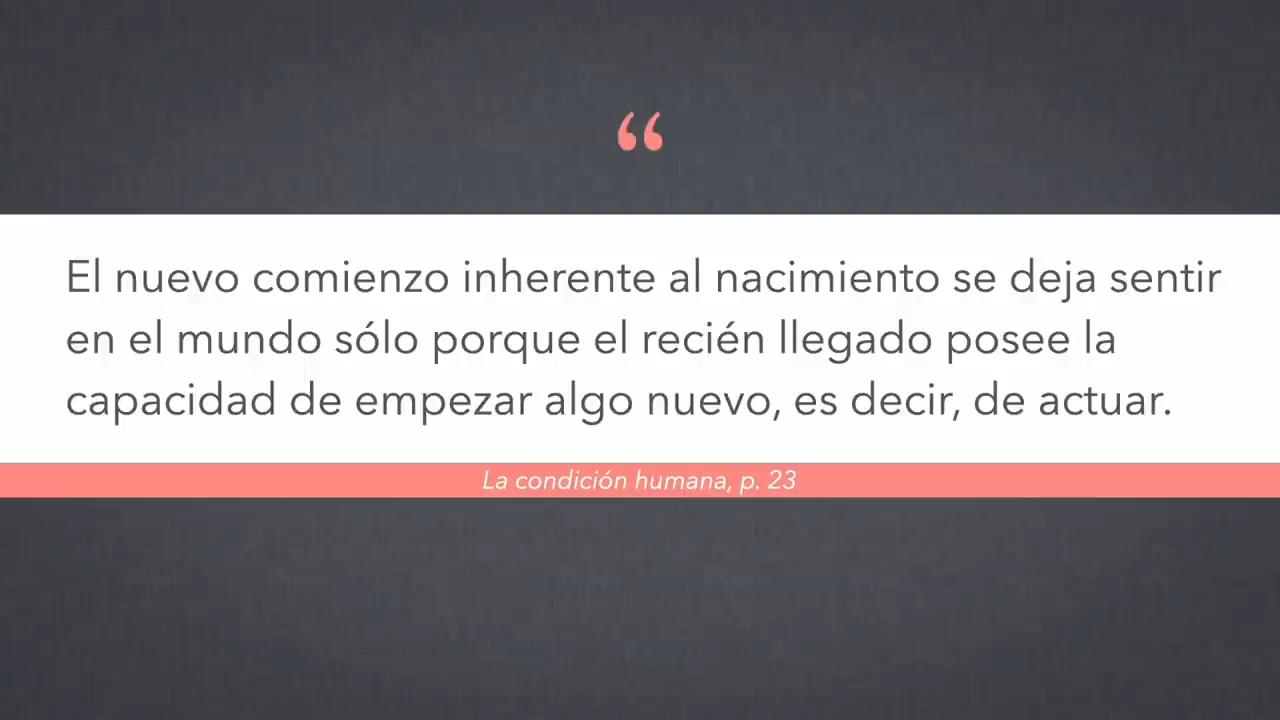 “
El nuevo comienzo inherente al nacimiento se deja sentir
en el mundo sólo porque el recién llegado posee la
capacidad de empezar algo nuevo, es decir, de actuar.
La condición humana, p. 23